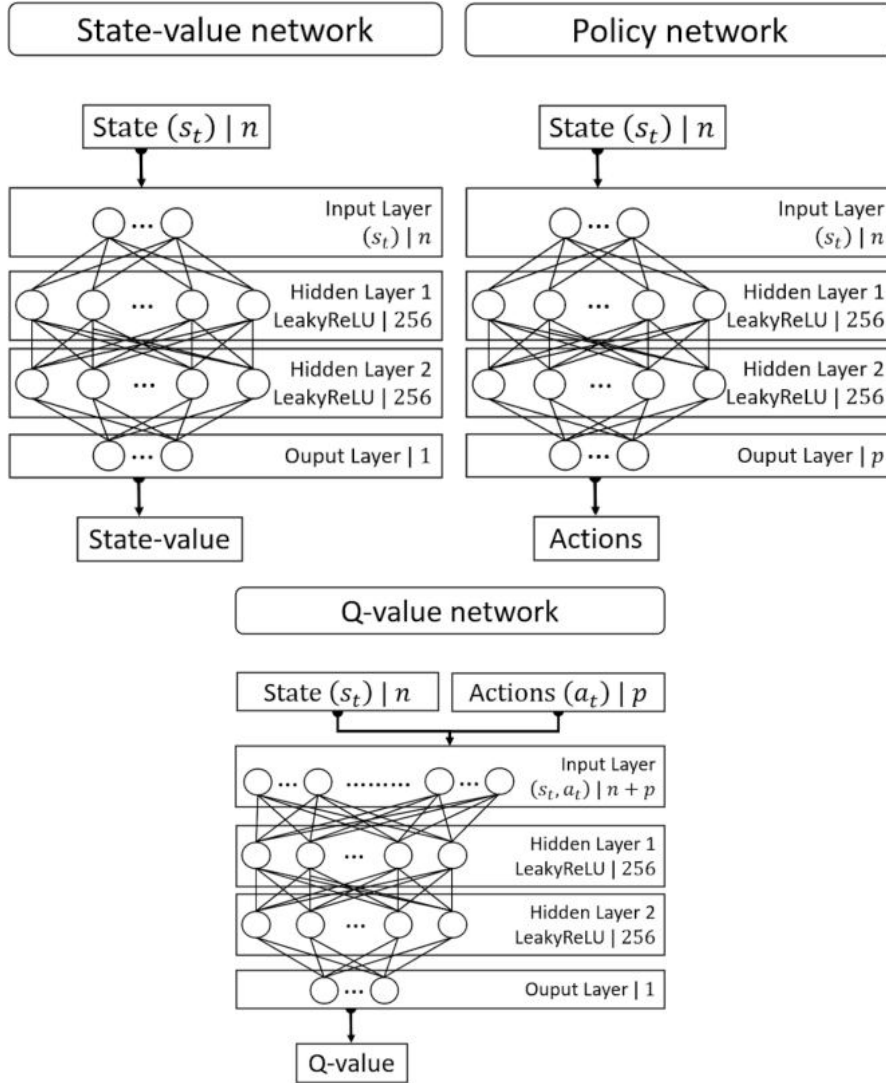 State-value network
State (s_t) | n
Input Layer
(s_t) | n
Hidden Layer 1
LeakyReLU | 256
Hidden Layer 2
LeakyReLU | 256
Ouput Layer | 1
State-value
Policy network
State (s_t) | n
Input Layer
(s_t) | n
Hidden Layer 1
LeakyReLU | 256
Hidden Layer 2
LeakyReLU | 256
Ouput Layer | p
Actions
Q-value network
State (s_t) | n
Actions (a_t) | p
Input Layer
(s_t, a_t) | n + p
Hidden Layer 1
LeakyReLU | 256
Hidden Layer 2
LeakyReLU | 256
Ouput Layer | 1
Q-value